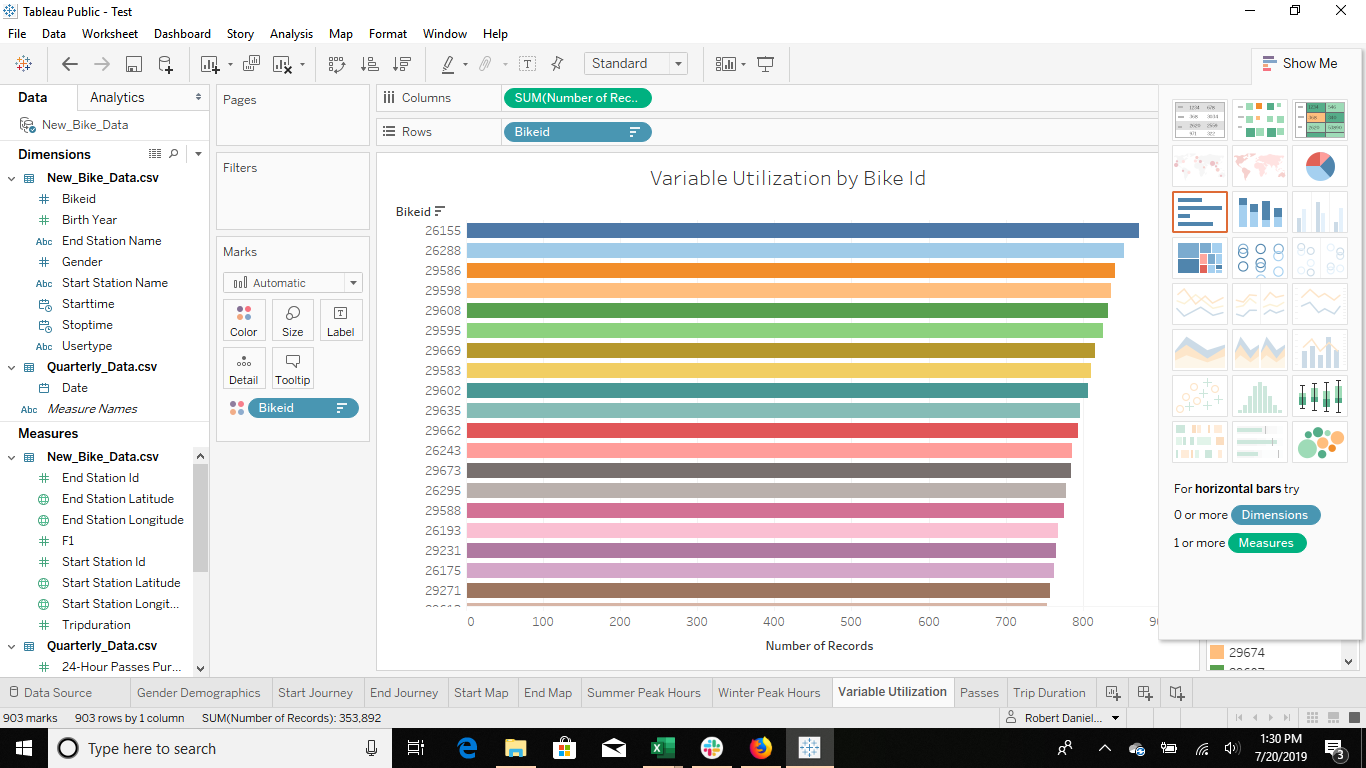 Tableau Public - Test
File Data Worksheet Dashboard Story Analysis Map Format Window Help
Standard
Show Me
Data Analytics
New_Bike_Data
Dimensions
New_Bike_Data.csv
Bikeid
Birth Year
Abc End Station Name
Gender
Abc Start Station Name
Starttime
Stoptime
Abc Usertype
Quarterly_Data.csv
Date
Abc Measure Names
Measures
New_Bike_Data.csv
End Station Id
End Station Latitude
End Station Longitude
F1
Start Station Id
Start Station Latitude
Start Station Longit...
Tripduration
Quarterly_Data.csv
24-Hour Passes Pur...
Pages
Filters
Marks
Automatic
Color Size Label
Detail Tooltip
Bikeid
Columns SUM(Number of Rec..
Rows Bikeid
Variable Utilization by Bike Id
Bikeid
26155
26288
29586
29598
29608
29595
29669
29583
29602
29635
29662
26243
29673
26295
29588
26193
29231
26175
29271
0 100 200 300 400 500 600 700 800
Number of Records
For horizontal bars try
0 or more Dimensions
1 or more Measures
29674
Data Source Gender Demographics Start Journey End Journey Start Map End Map Summer Peak Hours Winter Peak Hours Variable Utilization Passes Trip Duration
903 marks 903 rows by 1 column SUM(Number of Records): 353,892 Robert Daniel...
Type here to search
1:30 PM
7/20/2019
3